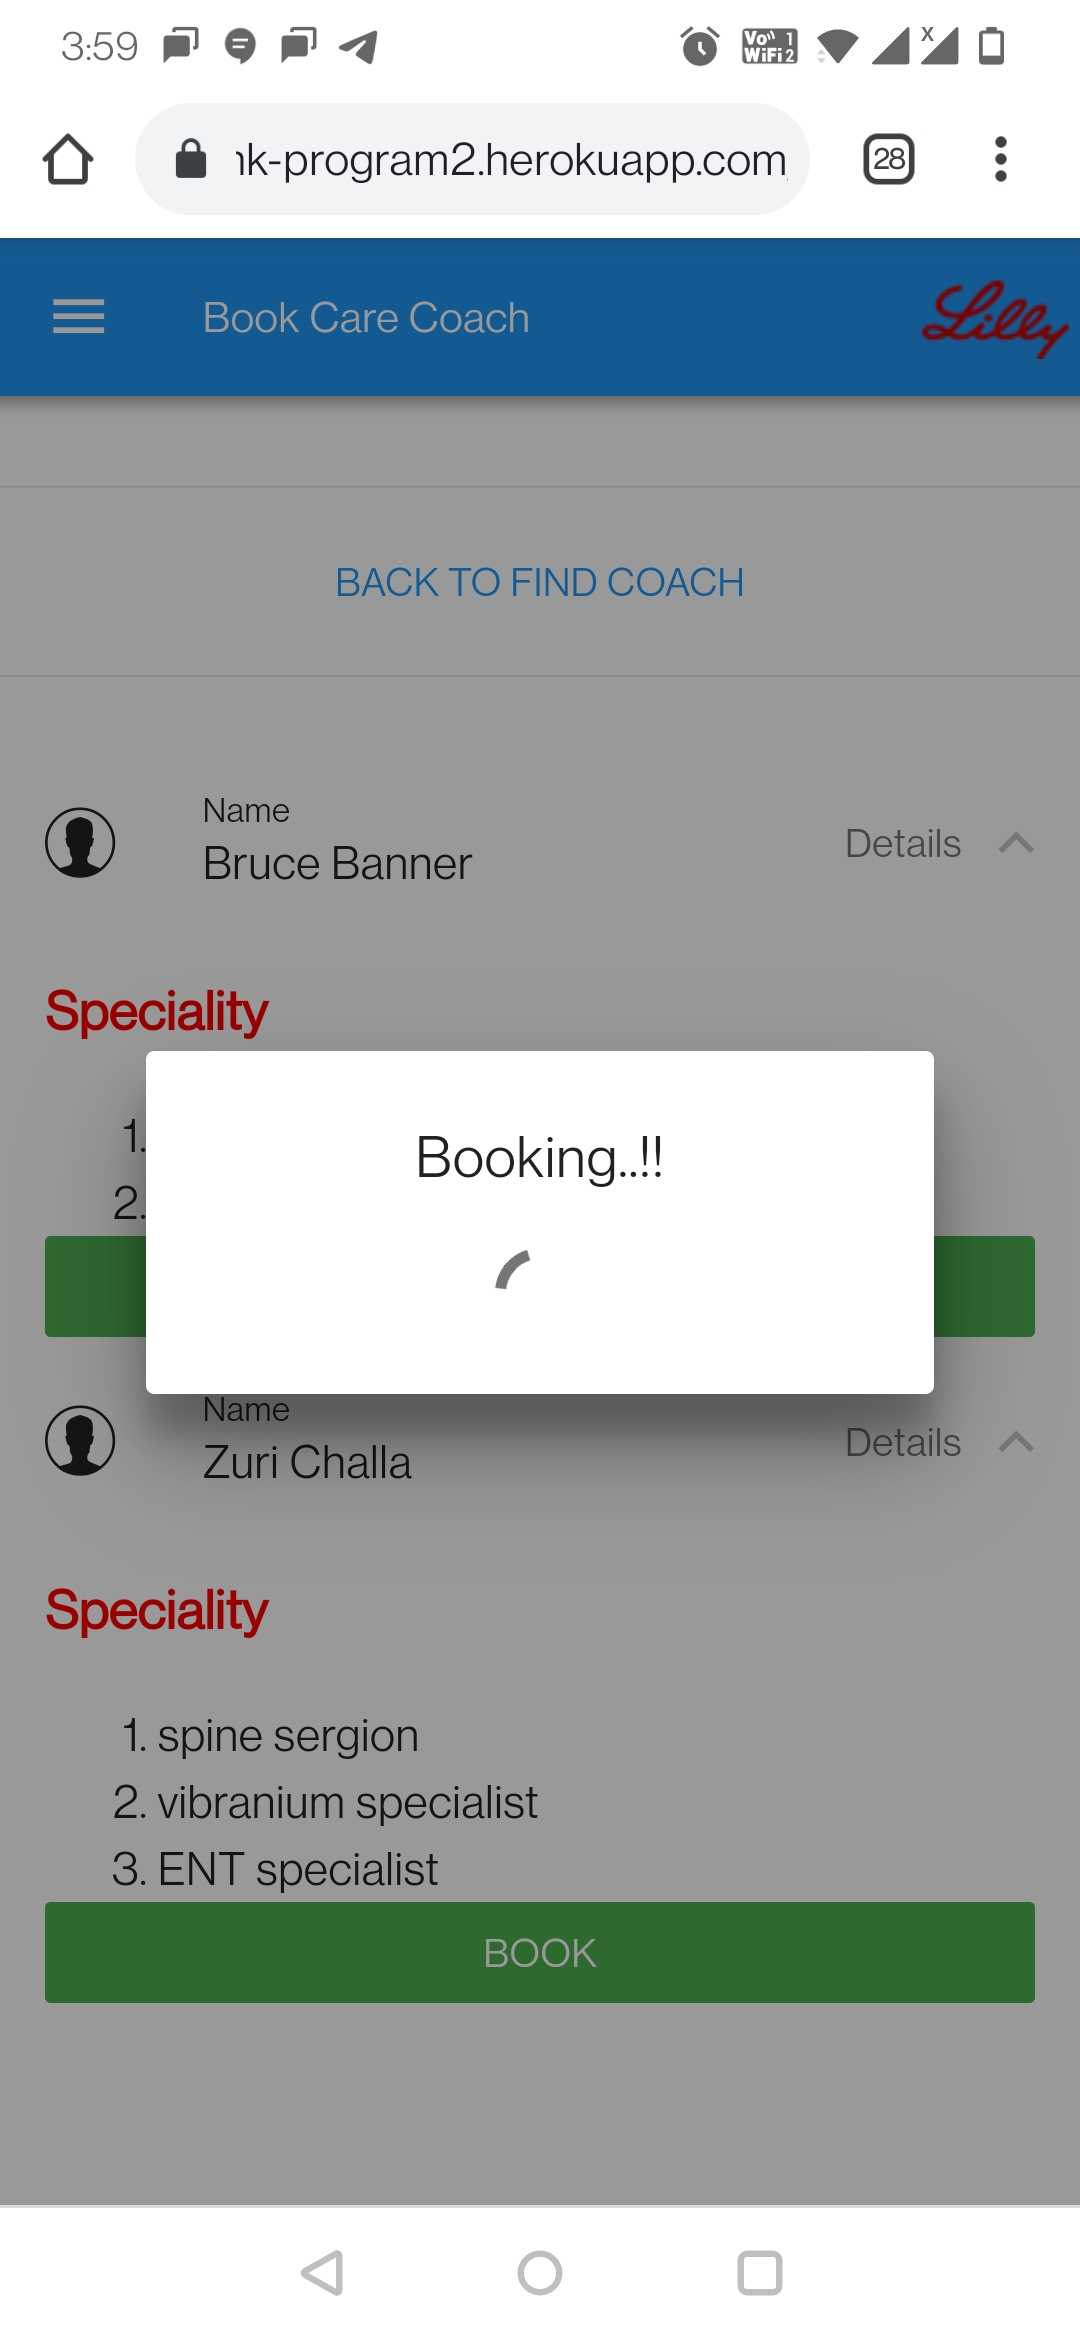 3:59
Vo 1
WiFi 2
x
nk-program2.herokuapp.com
28
Book Care Coach
Lilly
BACK TO FIND COACH
Name
Bruce Banner
Details
Speciality
1.
2.
Booking..!!
Name
Zuri Challa
Details
Speciality
1. spine sergion
2. vibranium specialist
3. ENT specialist
BOOK